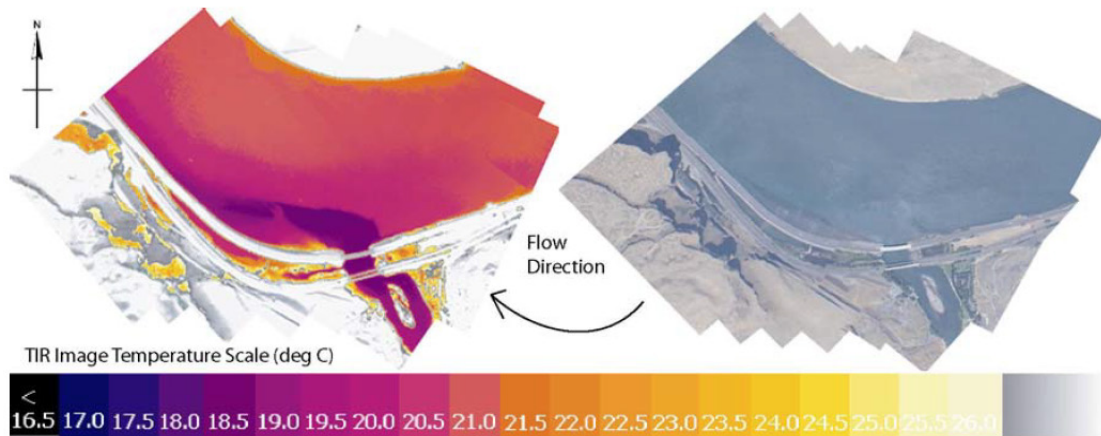 N
Flow
Direction
TIR Image Temperature Scale (deg C)
<
16.5 17.0 17.5 18.0 18.5 19.0 19.5 20.0 20.5 21.0 21.5 22.0 22.5 23.0 23.5 24.0 24.5 25.0 25.5 26.0